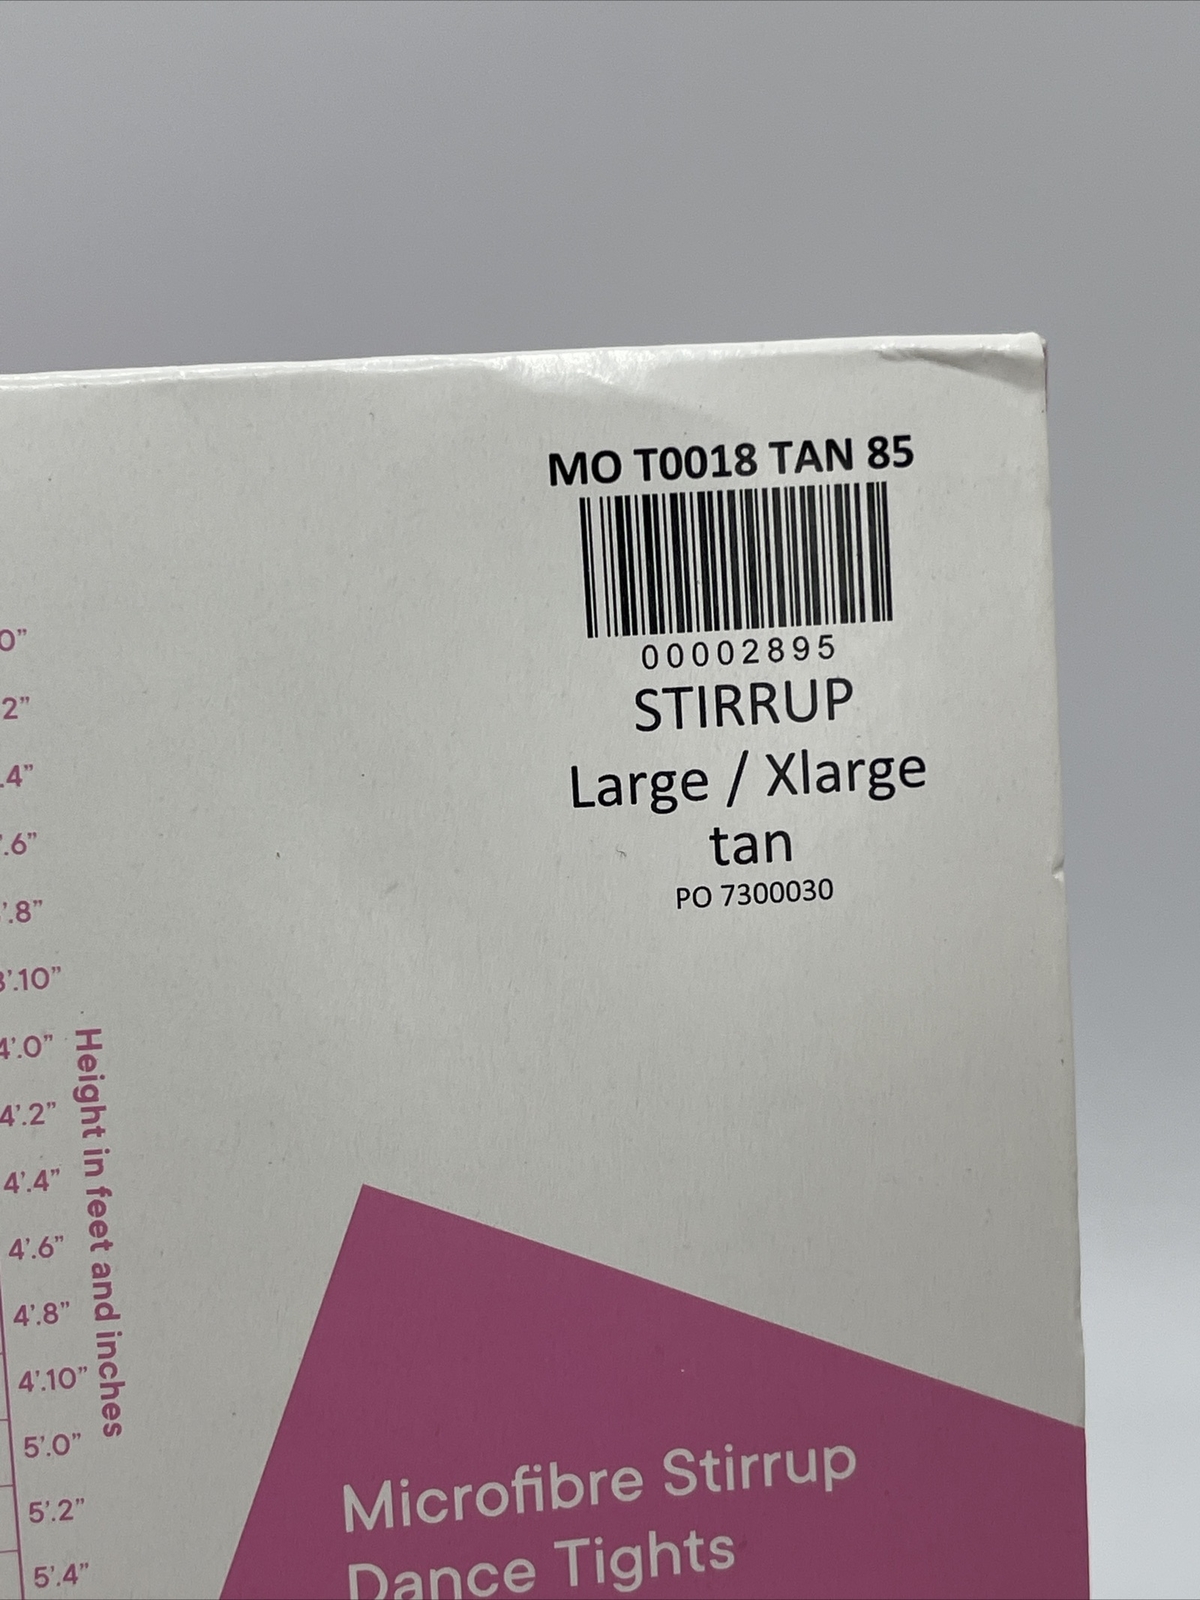 MO T0018 TAN 85
00002895
STIRRUP
Large / Xlarge
tan
PO 7300030
0”
2”
.4”
’.6”
’.8”
3’.10”
4’.0”
4’.2”
4’.4”
4’.6”
4’.8”
4’.10”
5’.0”
5’.2”
5’.4”
Height in feet and inches
Microfibre Stirrup
Dance Tights